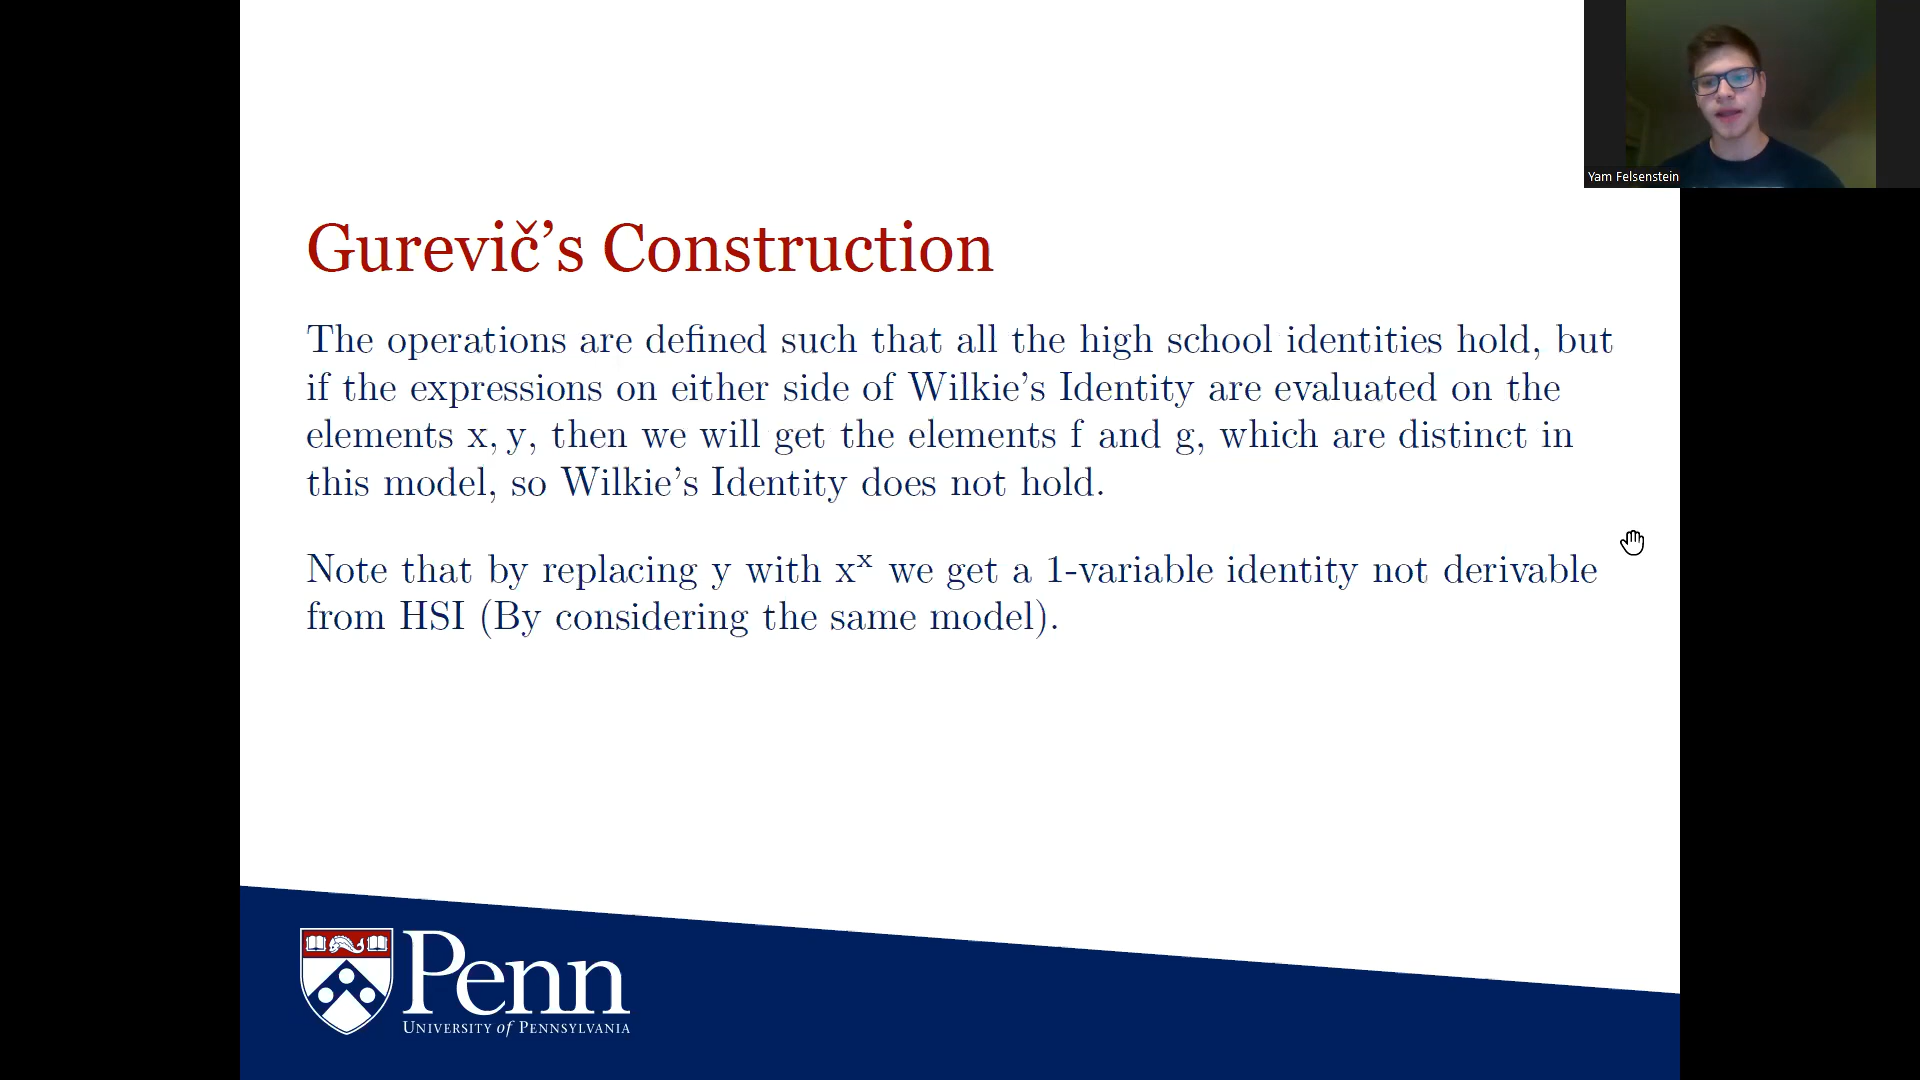 Yam Felsenstein
Gurevič’s Construction
The operations are defined such that all the high school identities hold, but
if the expressions on either side of Wilkie’s Identity are evaluated on the
elements x, y, then we will get the elements f and g, which are distinct in
this model, so Wilkie’s Identity does not hold.
Note that by replacing y with xˣ we get a 1-variable identity not derivable
from HSI (By considering the same model).
Penn
UNIVERSITY of PENNSYLVANIA